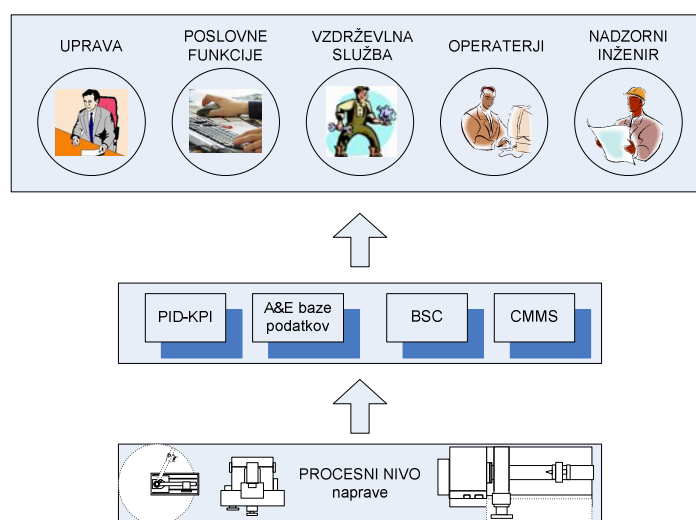 UPRAVA
POSLOVNE
FUNKCIJE
VZDRŽEVLNA
SLUŽBA
OPERATERJI
NADZORNI
INŽENIR
PID-KPI
A&E baze
podatkov
BSC
CMMS
PROCESNI NIVO
naprave